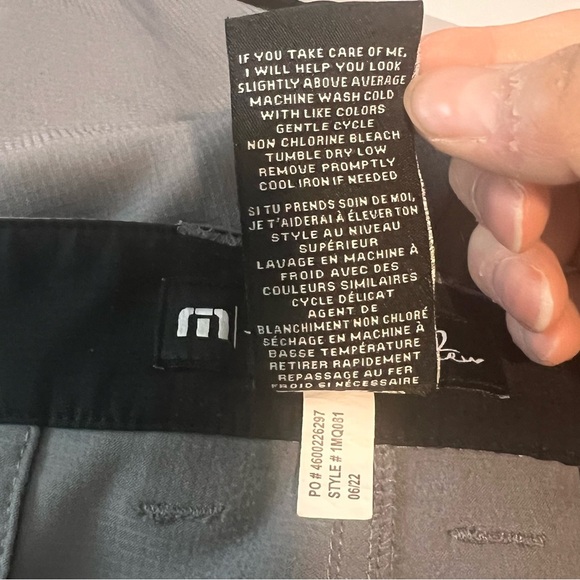 IF YOU TAKE CARE OF ME,
I WILL HELP YOU LOOK
SLIGHTLY ABOVE AVERAGE
MACHINE WASH COLD
WITH LIKE COLORS
GENTLE CYCLE
NON CHLORINE BLEACH
TUMBLE DRY LOW
REMOVE PROMPTLY
COOL IRON IF NEEDED
SI TU PRENDS SOIN DE MOI,
JE T'AIDERAI À ÉLEVER TON
STYLE AU NIVEAU
SUPÉRIEUR
LAVAGE EN MACHINE À
FROID AVEC DES
COULEURS SIMILAIRES
CYCLE DÉLICAT
AGENT DE
BLANCHIMENT NON CHLORÉ
SÉCHAGE EN MACHINE À
BASSE TEMPÉRATURE
RETIRER RAPIDEMENT
REPASSAGE AU FER
FROID SI NÉCESSAIRE
PO # 4600226297
STYLE # 1MQ081
06/22